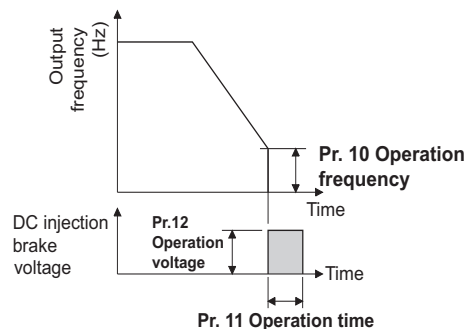 Output
frequency
(Hz)
Pr. 10 Operation
frequency
Time
DC injection
brake
voltage
Pr.12
Operation
voltage
Time
Pr. 11 Operation time